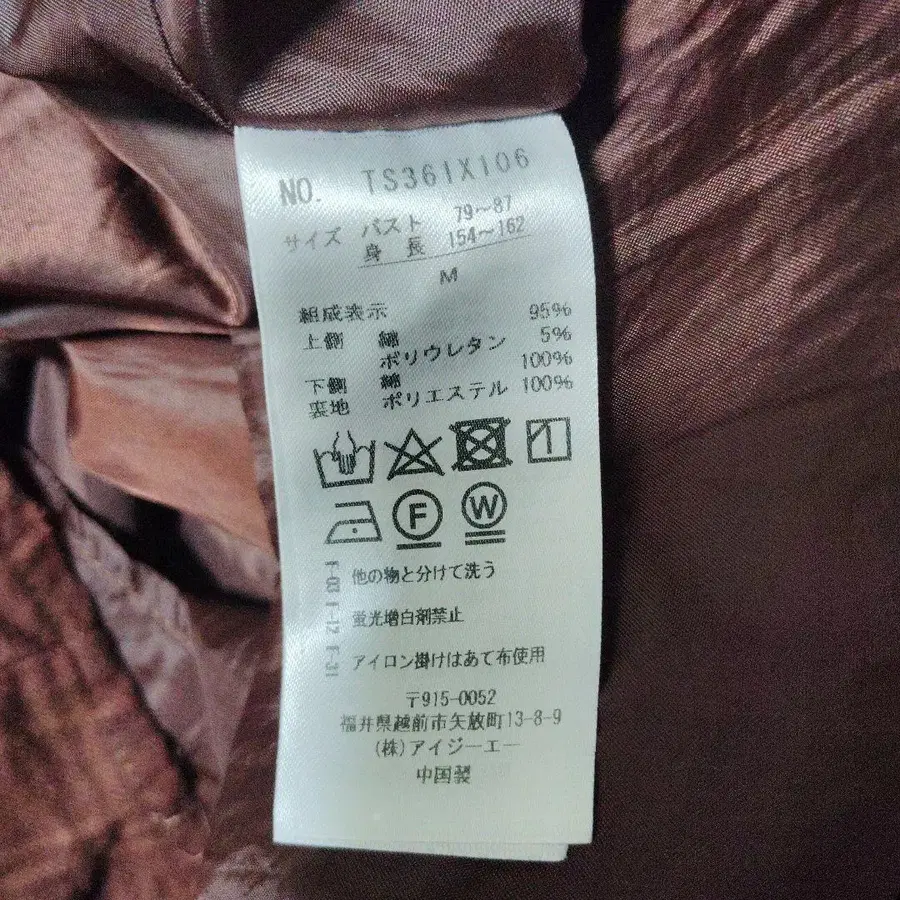 NO. TS361X106
サイズ バスト 79～87
身長 154～162
M
組成表示
上側 綿 95%
ポリウレタン 5%
下側 綿 100%
裏地 ポリエステル 100%
F
W
他の物と分けて洗う
蛍光増白剤禁止
アイロン掛けはあて布使用
〒915-0052
福井県越前市矢放町13-8-9
(株)アイジーエー
中国製